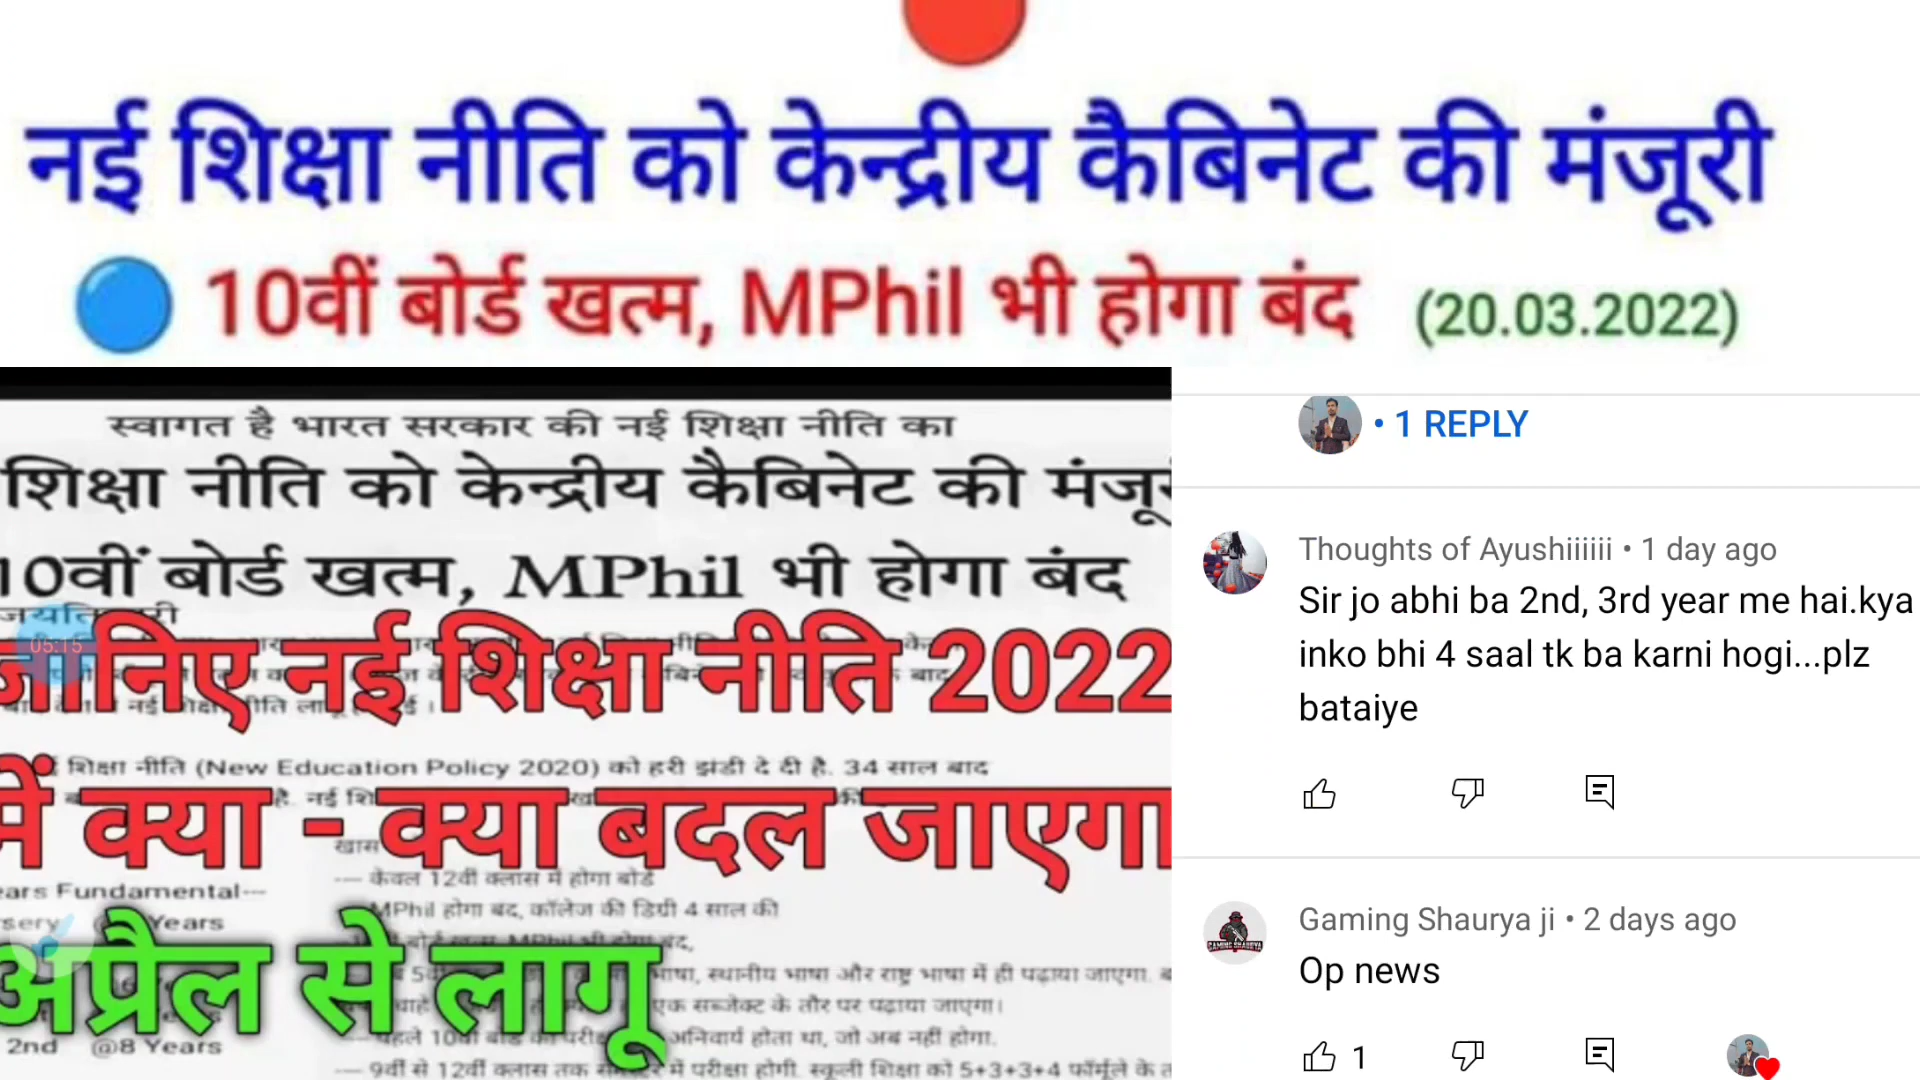 नई शिक्षा नीति को केन्द्रीय कैबिनेट की मंजूरी
10वीं बोर्ड खत्म, MPhil भी होगा बंद (20.03.2022)
स्वागत है भारत सरकार की नई शिक्षा नीति का
शिक्षा नीति को केन्द्रीय कैबिनेट की
10वीं बोर्ड खत्म, MPhil भी होगा बंद
05:15
जानिए नई शिक्षा नीति 2022
शिक्षा नीति (New Education Policy 2020) को हरी झंडी दे दी है. 34 साल बाद
में क्या - क्या बदल जाएगा
--- केवल 12वीं क्लास में होगा बोर्ड
Fundamental---
MPhil होगा बंद, कॉलेज की डिग्री 4 साल की
Years
अप्रैल से लागू
भाषा, स्थानीय भाषा और राष्ट्र भाषा में ही पढ़ाया जाएगा.
एक सब्जेक्ट के तौर पर पढ़ाया जाएगा।
अनिवार्य होता था, जो अब नहीं होगा.
2nd @8 Years
--- 9वीं से 12वीं क्लास तक में परीक्षा होगी. स्कूली शिक्षा को 5+3+3+4 फॉर्मूले के
• 1 REPLY
Thoughts of Ayushiiiiii • 1 day ago
Sir jo abhi ba 2nd, 3rd year me hai.kya
inko bhi 4 saal tk ba karni hogi...plz
bataiye
Gaming Shaurya ji • 2 days ago
Op news
1